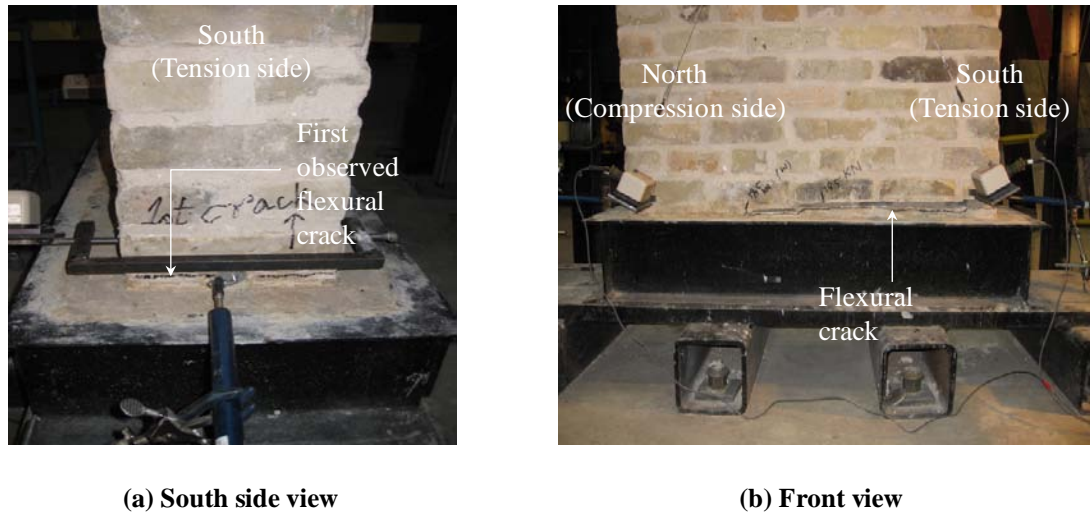 South
(Tension side)
First
observed
flexural
crack
1st crack
North
(Compression side)
South
(Tension side)
Flexural
crack
(a) South side view
(b) Front view